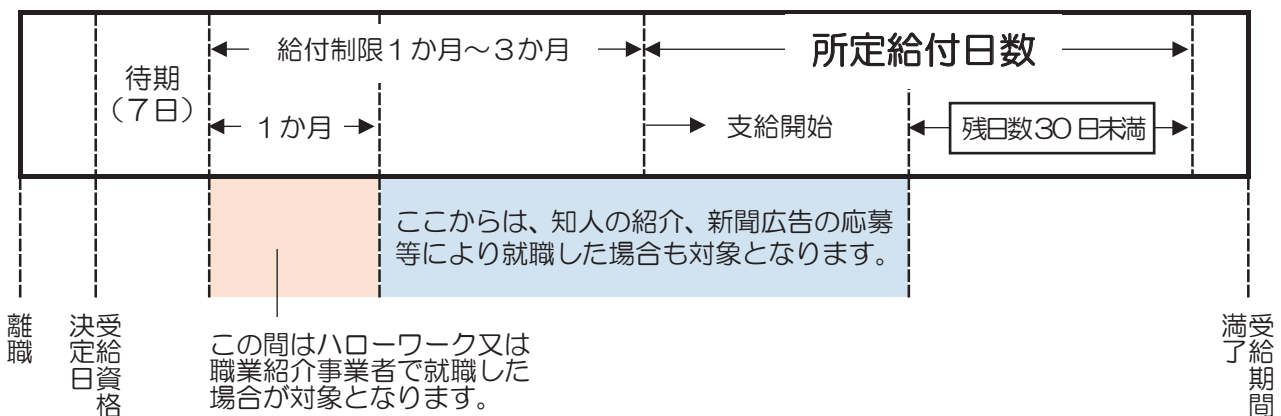 給付制限１か月～３か月
所定給付日数
待期
（７日）
１か月
支給開始
残日数３０日未満
ここからは、知人の紹介、新聞広告の応募
等により就職した場合も対象となります。
離職
受給資格
決定日
この間はハローワーク又は
職業紹介事業者で就職した
場合が対象となります。
受給期間
満了